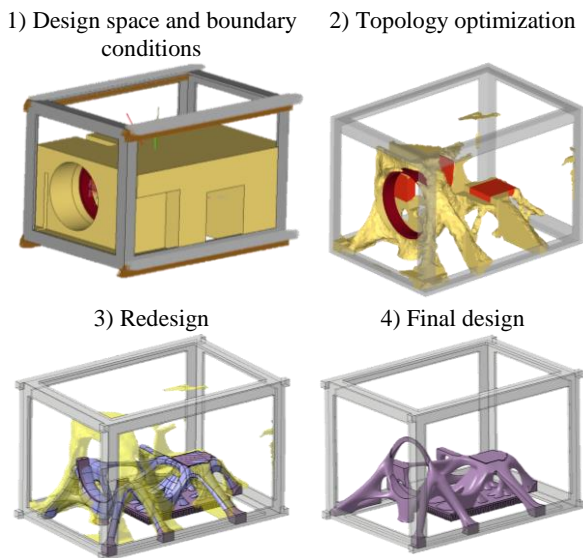 1) Design space and boundary
conditions
2) Topology optimization
3) Redesign
4) Final design